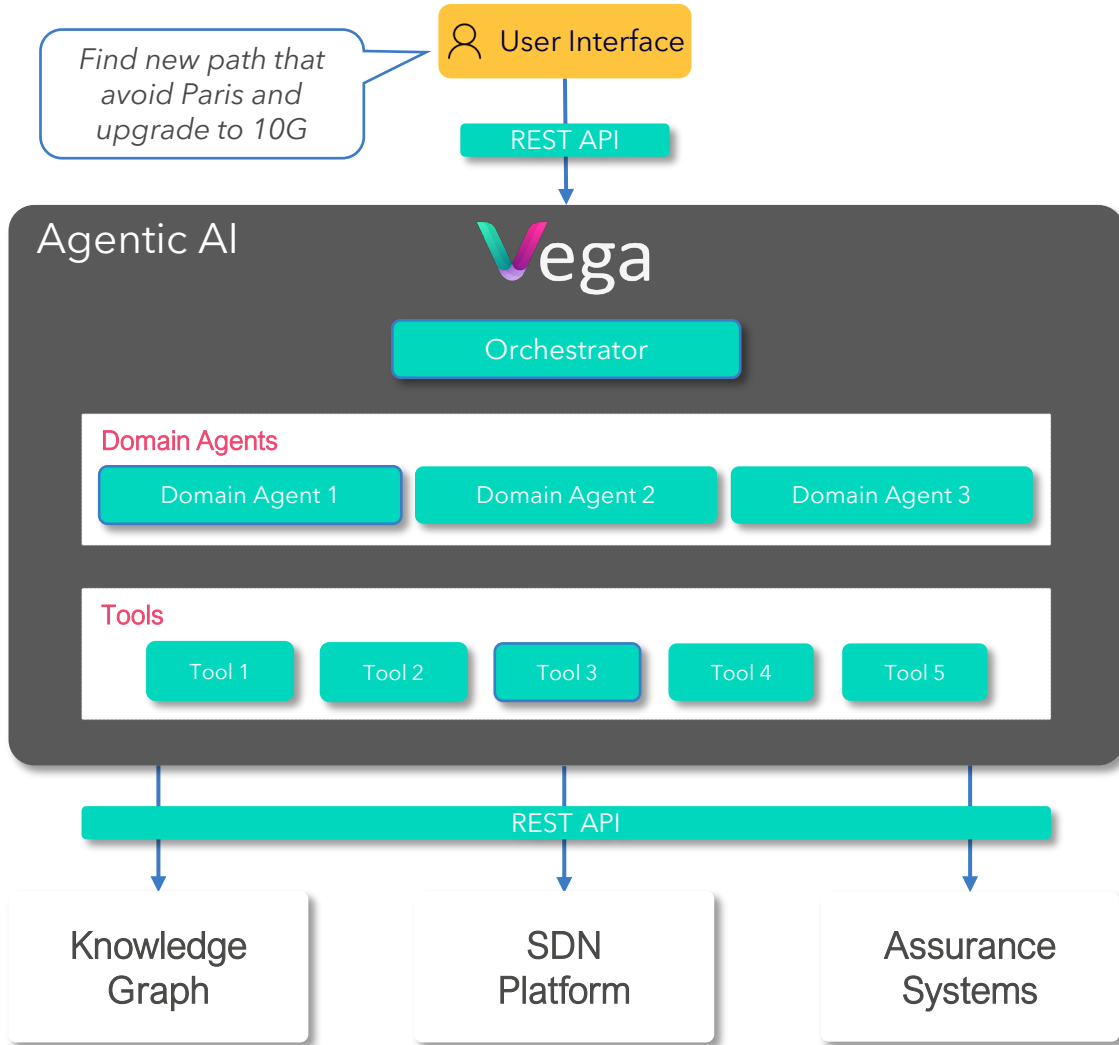 User Interface
Find new path that
avoid Paris and
upgrade to 10G
REST API
Agentic AI
Vega
Orchestrator
Domain Agents
Domain Agent 1
Domain Agent 2
Domain Agent 3
Tools
Tool 1
Tool 2
Tool 3
Tool 4
Tool 5
REST API
Knowledge
Graph
SDN
Platform
Assurance
Systems